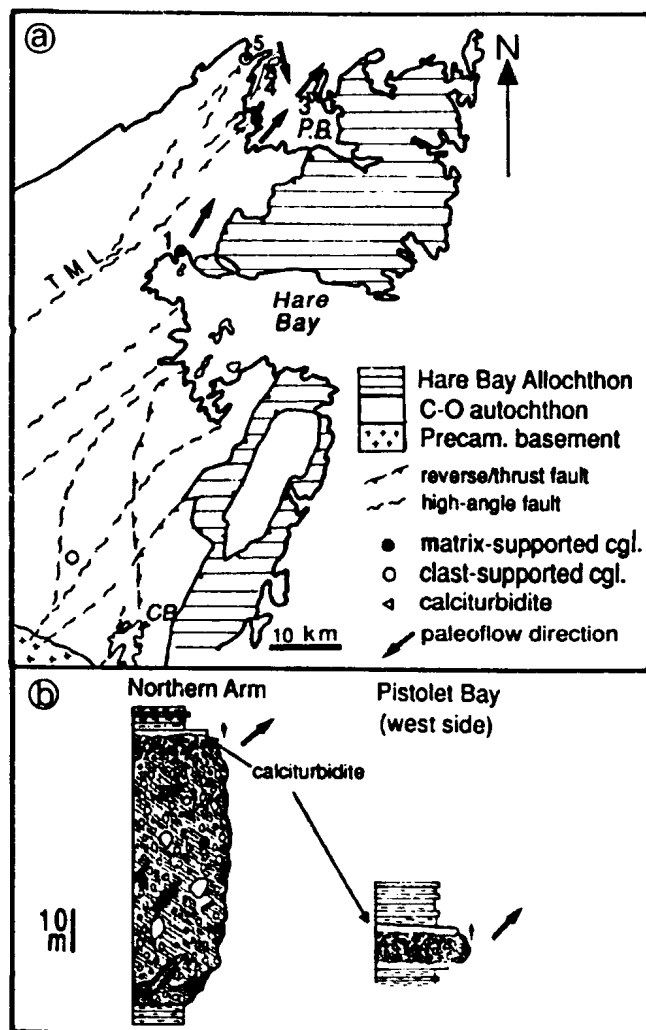 a
N
5
4
2
3
P.B.
1
TML
Hare
Bay
Hare Bay Allochthon
C-O autochthon
Precam. basement
reverse/thrust fault
high-angle fault
matrix-supported cgl.
clast-supported cgl.
calciturbidite
paleoflow direction
CB
10 km
b
Northern Arm
Pistolet Bay
(west side)
calciturbidite
10
m